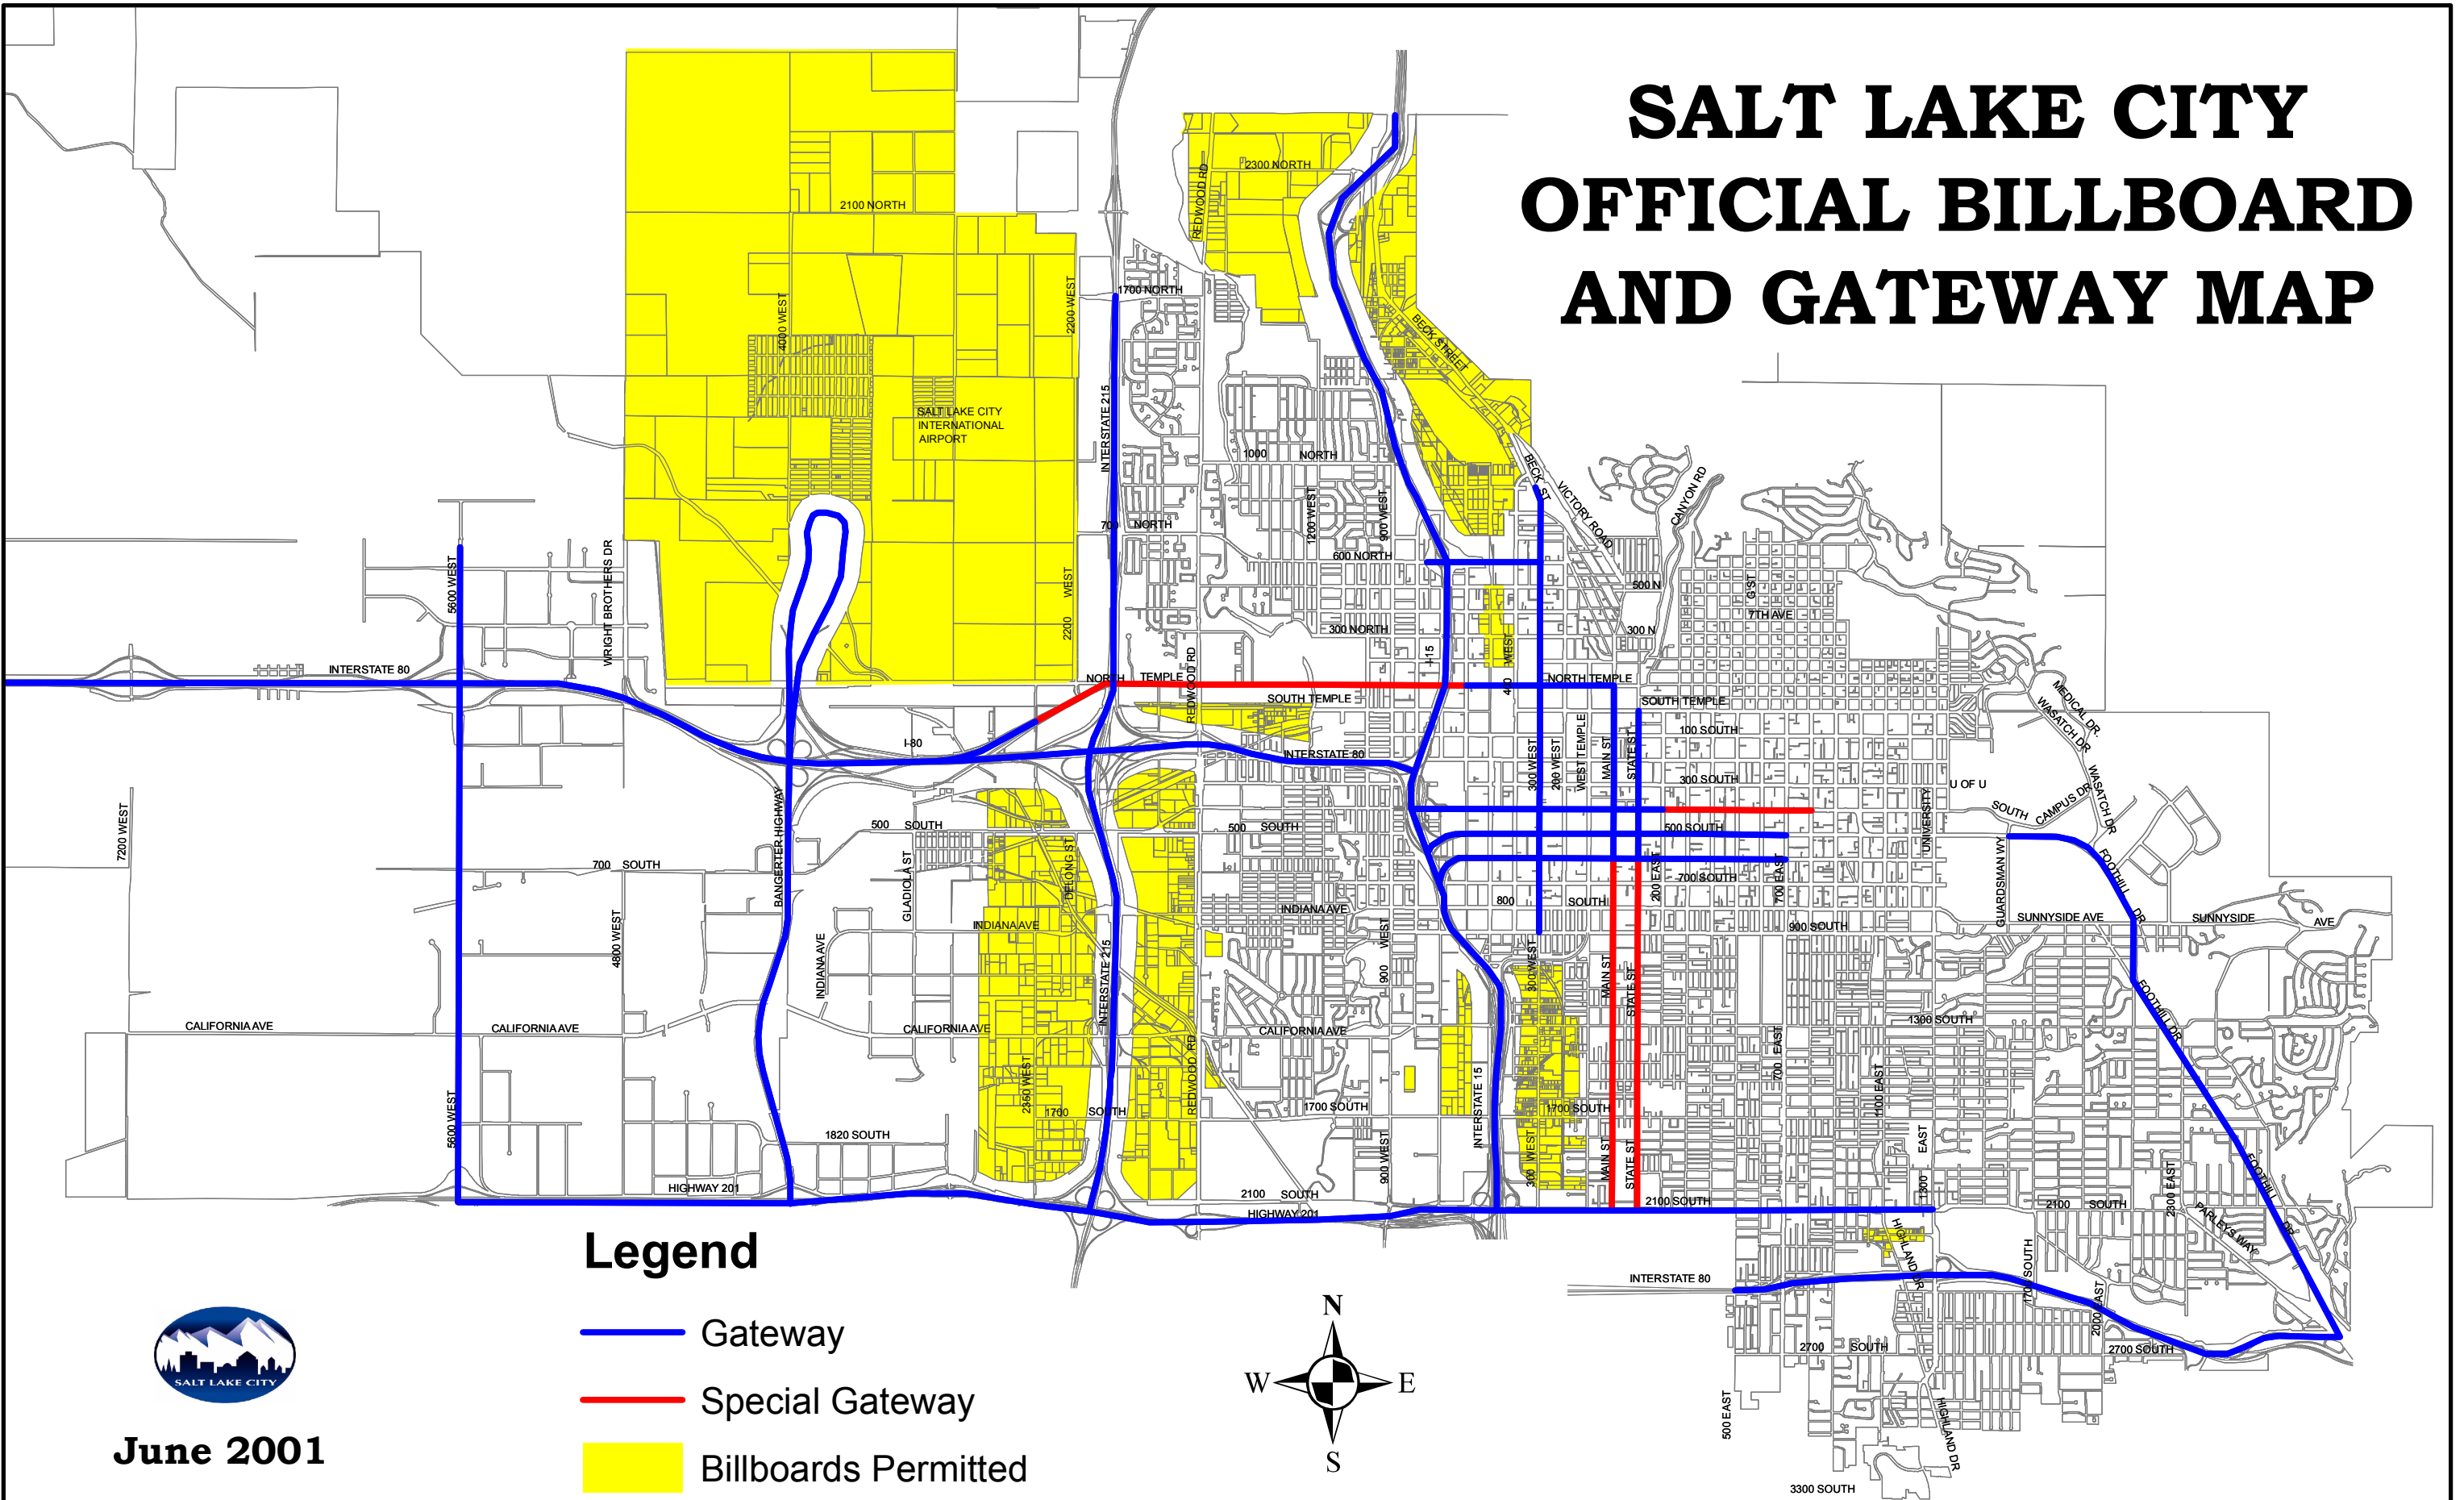 SALT LAKE CITY
OFFICIAL BILLBOARD
AND GATEWAY MAP
2300 NORTH
REDWOOD RD
2100 NORTH
1700 NORTH
2200 WEST
4000 WEST
BECK STREET
INTERSTATE 215
SALT LAKE CITY
INTERNATIONAL
AIRPORT
1000 NORTH
BECK ST
VICTORY ROAD
CANYON RD
1200 WEST
900 WEST
700 NORTH
600 NORTH
5600 WEST
WRIGHT BROTHERS DR
2200 WEST
500 N
G ST
7TH AVE
300 NORTH
300 N
I-15
400 WEST
INTERSTATE 80
NORTH TEMPLE
REDWOOD RD
SOUTH TEMPLE
NORTH TEMPLE
SOUTH TEMPLE
MEDICAL DR.
WASATCH DR
I-80
INTERSTATE 80
300 WEST
200 WEST
WEST TEMPLE
MAIN ST
STATE ST
100 SOUTH
300 SOUTH
U OF U
SOUTH CAMPUS DR
WASATCH DR
7200 WEST
BANGERTER HIGHWAY
500 SOUTH
500 SOUTH
500 SOUTH
UNIVERSITY
700 SOUTH
GLADIOLA ST
DELONG ST
200 EAST
700 SOUTH
700 EAST
GUARDSMAN WY
FOOTHILL DR
4800 WEST
INDIANA AVE
INDIANA AVE
INDIANA AVE
800 SOUTH
900 SOUTH
SUNNYSIDE AVE
SUNNYSIDE AVE
INTERSTATE 215
900 WEST
300 WEST
MAIN ST
STATE ST
FOOTHILL DR
CALIFORNIA AVE
CALIFORNIA AVE
CALIFORNIA AVE
CALIFORNIA AVE
1300 SOUTH
5600 WEST
2350 WEST
REDWOOD RD
1700 SOUTH
1700 SOUTH
INTERSTATE 15
1700 SOUTH
700 EAST
1100 EAST
1820 SOUTH
900 WEST
300 WEST
MAIN ST
STATE ST
1300 EAST
2300 EAST
FOOTHILL DR
HIGHWAY 201
2100 SOUTH
HIGHWAY 201
2100 SOUTH
2100 SOUTH
PARLEYS WAY
HIGHLAND DR
INTERSTATE 80
1700 SOUTH
2000 EAST
2700 SOUTH
2700 SOUTH
500 EAST
HIGHLAND DR
3300 SOUTH
Legend
Gateway
Special Gateway
Billboards Permitted
N
W
E
S
SALT LAKE CITY
June 2001